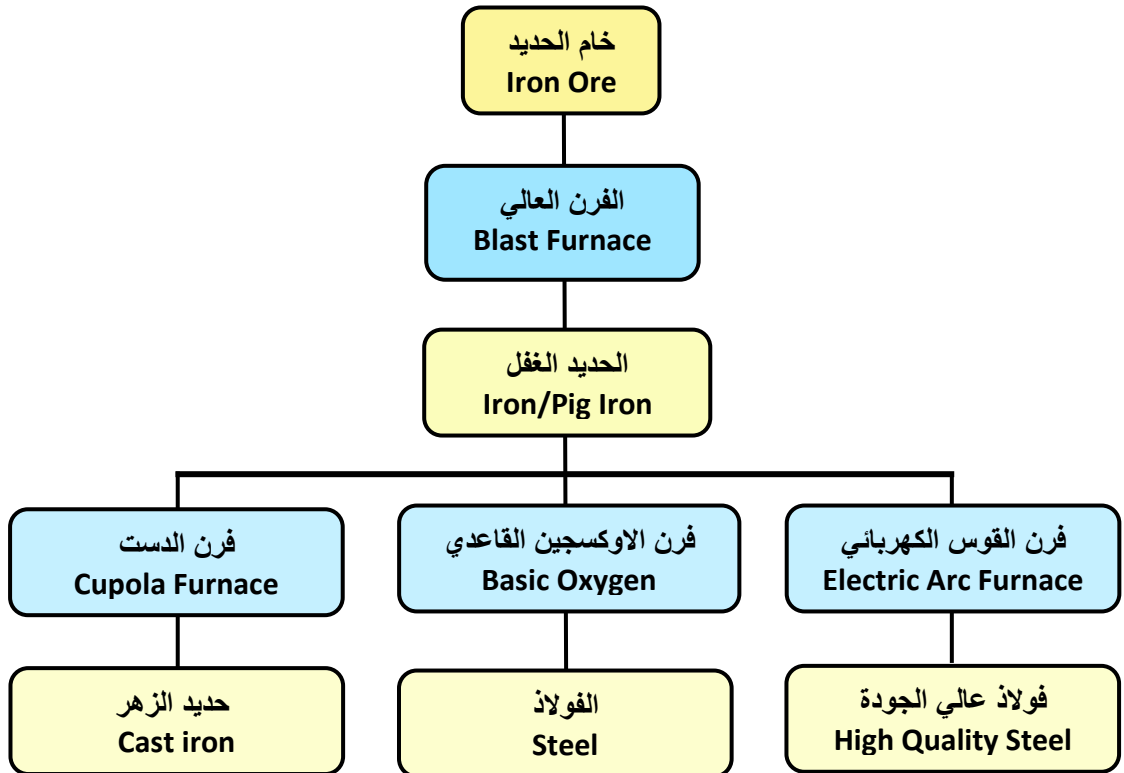 خام الحديد
Iron Ore
الفرن العالي
Blast Furnace
الحديد الغفل
Iron/Pig Iron
فرن الدست
Cupola Furnace
فرن الاوكسجين القاعدي
Basic Oxygen
فرن القوس الكهربائي
Electric Arc Furnace
حديد الزهر
Cast iron
الفولاذ
Steel
فولاذ عالي الجودة
High Quality Steel